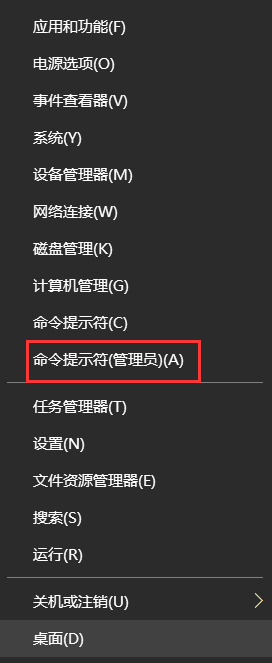 应用和功能(F)
电源选项(O)
事件查看器(V)
系统(Y)
设备管理器(M)
网络连接(W)
磁盘管理(K)
计算机管理(G)
命令提示符(C)
命令提示符(管理员)(A)
任务管理器(T)
设置(N)
文件资源管理器(E)
搜索(S)
运行(R)
关机或注销(U)
桌面(D)